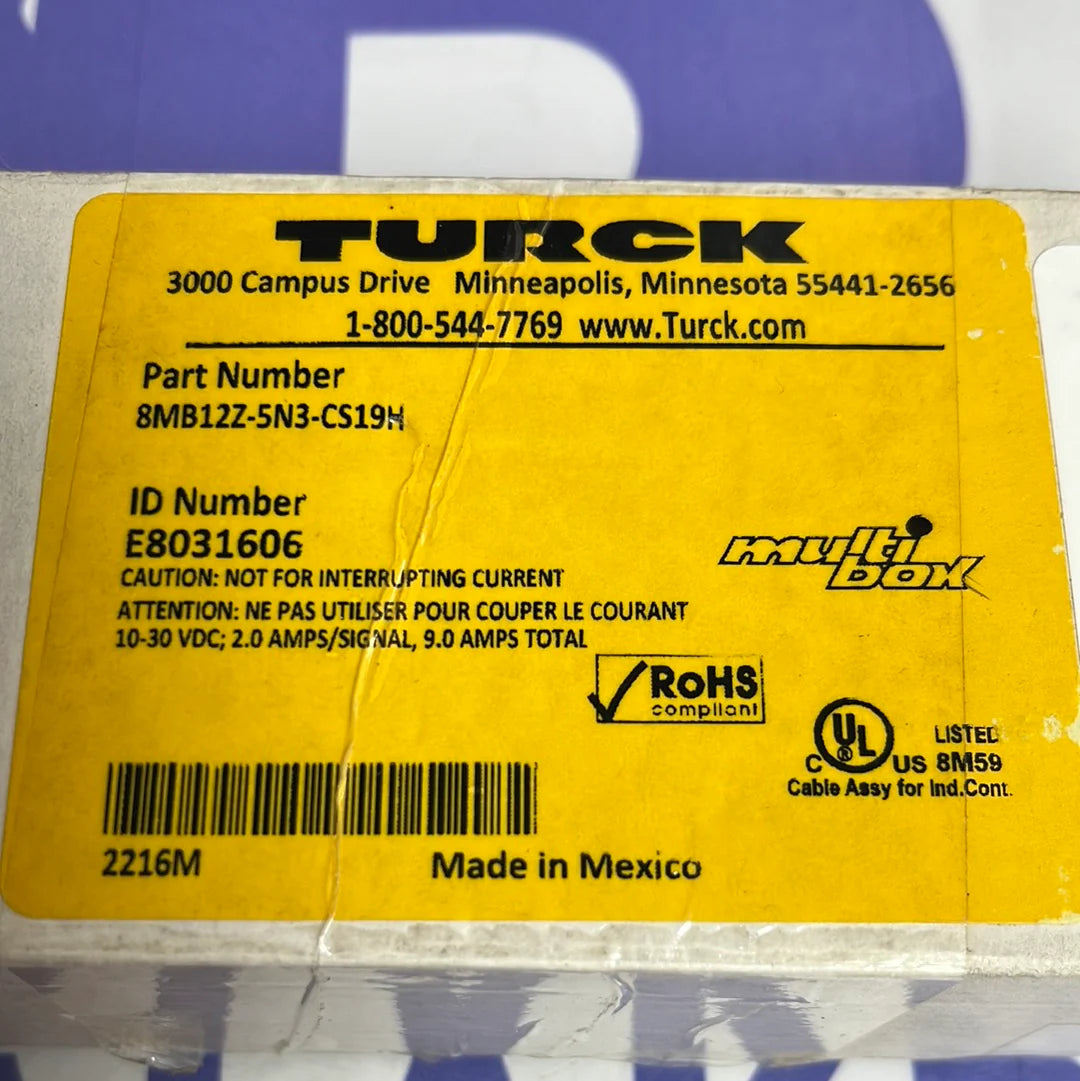 TURCK
3000 Campus Drive Minneapolis, Minnesota 55441-2656
1-800-544-7769 www.Turck.com
Part Number
8MB12Z-5N3-CS19H
ID Number
E8031606
CAUTION: NOT FOR INTERRUPTING CURRENT
ATTENTION: NE PAS UTILISER POUR COUPER LE COURANT
10-30 VDC; 2.0 AMPS/SIGNAL, 9.0 AMPS TOTAL
multi
box
RoHS
compliant
C UL ® US LISTED
8M59
Cable Assy for Ind.Cont.
2216M
Made in Mexico